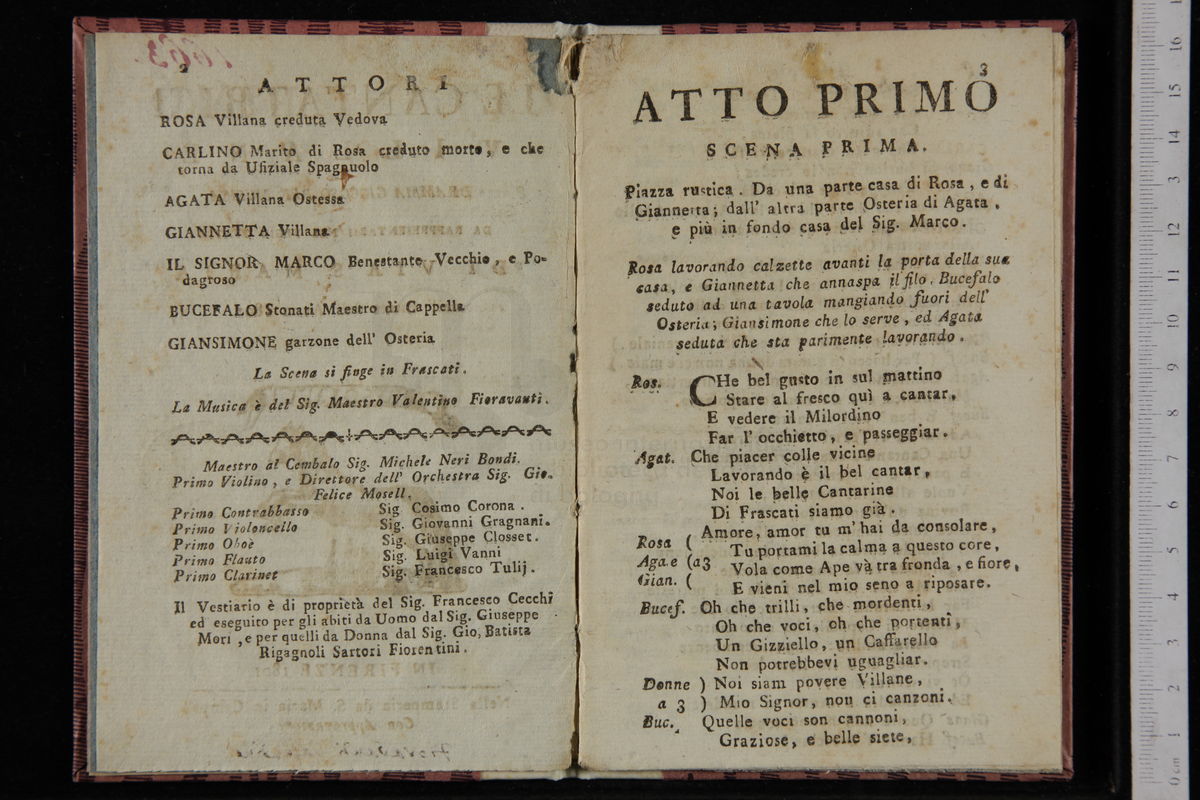 2
ATTORI
ROSA Villana creduta Vedova
CARLINO Marito di Rosa creduto morto, e che
torna da Ufiziale Spagnuolo
AGATA Villana Ostessa
GIANNETTA Villana
IL SIGNOR MARCO Benestante Vecchio, e Po-
dagroso
BUCEFALO Stonati Maestro di Cappella
GIANSIMONE garzone dell' Osteria
La Scena si finge in Frascati.
La Musica è del Sig. Maestro Valentino Fioravanti.
Maestro al Cembalo Sig. Michele Neri Bondi.
Primo Violino, e Direttore dell' Orchestra Sig. Gio.
Felice Mosell.
Primo Contrabbasso Sig Cosimo Corona.
Primo Violoncello Sig. Giovanni Gragnani.
Primo Oboè Sig. Giuseppe Closset.
Primo Flauto Sig. Luigi Vanni
Primo Clarinet Sig. Francesco Tulij.
Il Vestiario è di proprietà del Sig. Francesco Cecchi
ed eseguito per gli abiti da Uomo dal Sig. Giuseppe
Mori, e per quelli da Donna dal Sig. Gio, Batista
Rigagnoli Sartori Fiorentini.
3
ATTO PRIMO
SCENA PRIMA.
Piazza rustica. Da una parte casa di Rosa, e di
Giannetta; dall' altra parte Osteria di Agata,
e più in fondo casa del Sig. Marco.
Rosa lavorando calzette avanti la porta della sua
casa, e Giannetta che annaspa il filo. Bucefalo
seduto ad una tavola mangiando fuori dell'
Osteria; Giansimone che lo serve, ed Agata
seduta che sta parimente lavorando.
Ros. CHe bel gusto in sul mattino
Stare al fresco quì a cantar,
E vedere il Milordino
Far l' occhietto, e passeggiar.
Agat. Che piacer colle vicine
Lavorando è il bel cantar,
Noi le belle Cantarine
Di Frascati siamo già.
Amore, amor tu m' hai da consolare,
Rosa ( Tu portami la calma a questo core,
Aga.e (a3 Vola come Ape và tra fronda, e fiore,
Gian. ( E vieni nel mio seno a riposare.
Bucef. Oh che trilli, che mordenti,
Oh che voci, oh che portenti,
Un Gizziello, un Caffarello
Non potrebbevi uguagliar.
Donne ) Noi siam povere Villane,
a 3 ) Mio Signor, non ci canzoni.
Buc. Quelle voci son cannoni,
Graziose, e belle siete,